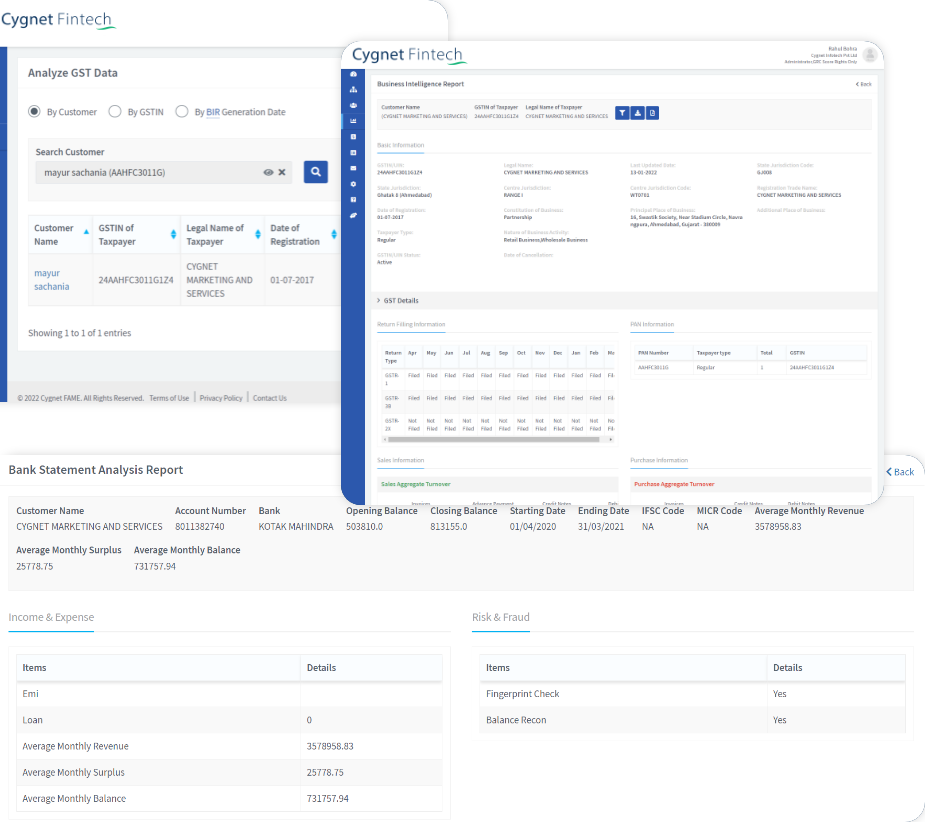 Cygnet Fintech
Analyze GST Data
By Customer By GSTIN By BIR Generation Date
Search Customer
mayur sachania (AAHFC3011G)
Customer Name GSTIN of Taxpayer Legal Name of Taxpayer Date of Registration
mayur sachania 24AAHFC3011G1Z4 CYGNET MARKETING AND SERVICES 01-07-2017
Showing 1 to 1 of 1 entries
© 2022 Cygnet FAME. All Rights Reserved. Terms of Use Privacy Policy Contact Us
Cygnet Fintech
Rahul Bohra
Cygnet Infotech Pvt Ltd
Business Intelligence Report
Back
Customer Name GSTIN of Taxpayer Legal Name of Taxpayer
(CYGNET MARKETING AND SERVICES) 24AAHFC3011G1Z4 CYGNET MARKETING AND SERVICES
Basic Information
GSTIN/UIN: Legal Name: Last Updated Date: State Jurisdiction Code:
24AAHFC3011G1Z4 CYGNET MARKETING AND SERVICES 13-01-2022 GJ008
State Jurisdiction: Centre Jurisdiction: Centre Jurisdiction Code: Registration Trade Name:
Ghatak 8 (Ahmedabad) RANGE I WT0701 CYGNET MARKETING AND SERVICES
Date of Registration: Constitution of Business: Principal Place of Business: Additional Place of Business:
01-07-2017 Partnership 16, Swastik Society, Near Stadium Circle, Navra
ngpura, Ahmedabad, Gujarat - 380009
Taxpayer Type: Nature of Business Activity:
Regular Retail Business,Wholesale Business
GSTIN/UIN Status: Date of Cancellation:
Active
GST Details
Return Filing Information PAN Information
Return Type Apr May Jun Jul Aug Sep Oct Nov Dec Jan Feb Ma
GSTR-1 Filed Filed Filed Filed Filed Filed Filed Filed Filed Filed Filed Fil
GSTR-3B Filed Filed Filed Filed Filed Filed Filed Filed Filed Filed Filed Fil
Not Filed Not Filed Not Filed Not Filed Not Filed Not Filed Not Filed Not Filed Not Filed Not Filed Not Filed
PAN Number Taxpayer type Total GSTIN
AAHFC3011G Regular 1 24AAHFC3011G1Z4
Sales Information Purchase Information
Sales Aggregate Turnover Purchase Aggregate Turnover
Invoices Advance Payment Credit Notes Invoices Credit Notes Debit Notes
Bank Statement Analysis Report
Back
Customer Name Account Number Bank Opening Balance Closing Balance Starting Date Ending Date IFSC Code MICR Code Average Monthly Revenue
CYGNET MARKETING AND SERVICES 8011382740 KOTAK MAHINDRA 503810.0 813155.0 01/04/2020 31/03/2021 NA NA 3578958.83
Average Monthly Surplus Average Monthly Balance
25778.75 731757.94
Income & Expense
Items Details
Emi
Loan 0
Average Monthly Revenue 3578958.83
Average Monthly Surplus 25778.75
Average Monthly Balance 731757.94
Risk & Fraud
Items Details
Fingerprint Check Yes
Balance Recon Yes